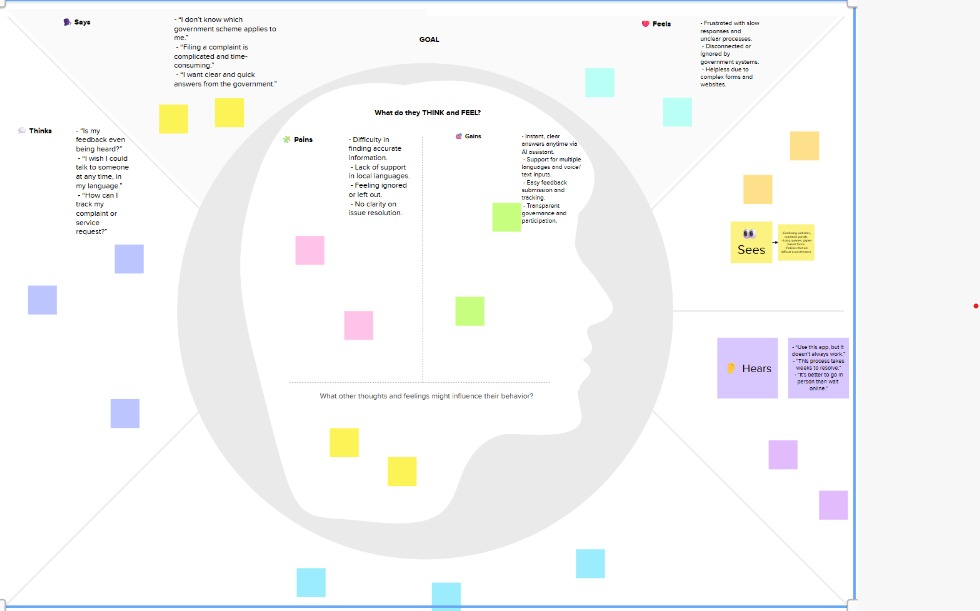 Says
- "I don't know which
government scheme applies to
me."
- "Filing a complaint is
complicated and time-
consuming."
- "I want clear and quick
answers from the government."
GOAL
Feels
- Frustrated with slow
responses and
unclear processes.
- Disconnected or
ignored by
government systems.
- Helpless due to
complex forms and
websites.
Thinks
- "Is my
feedback even
being heard?"
- "I wish I could
talk to someone
at any time, in
my language."
- "How can I
track my
complaint or
service
request?"
What do they THINK and FEEL?
Pains
- Difficulty in
finding accurate
information.
- Lack of support
in local languages.
- Feeling ignored
or left out.
- No clarity on
issue resolution.
Gains
- Instant, clear
answers anytime via
AI assistant.
- Support for multiple
languages and voice/
text inputs.
- Easy feedback
submission and
tracking.
- Transparent
governance and
participation.
Sees
Hears
- "Use this app, but it
doesn't always work."
- "This process takes
weeks to resolve."
- "It's better to go in
person than wait
online."
What other thoughts and feelings might influence their behavior?